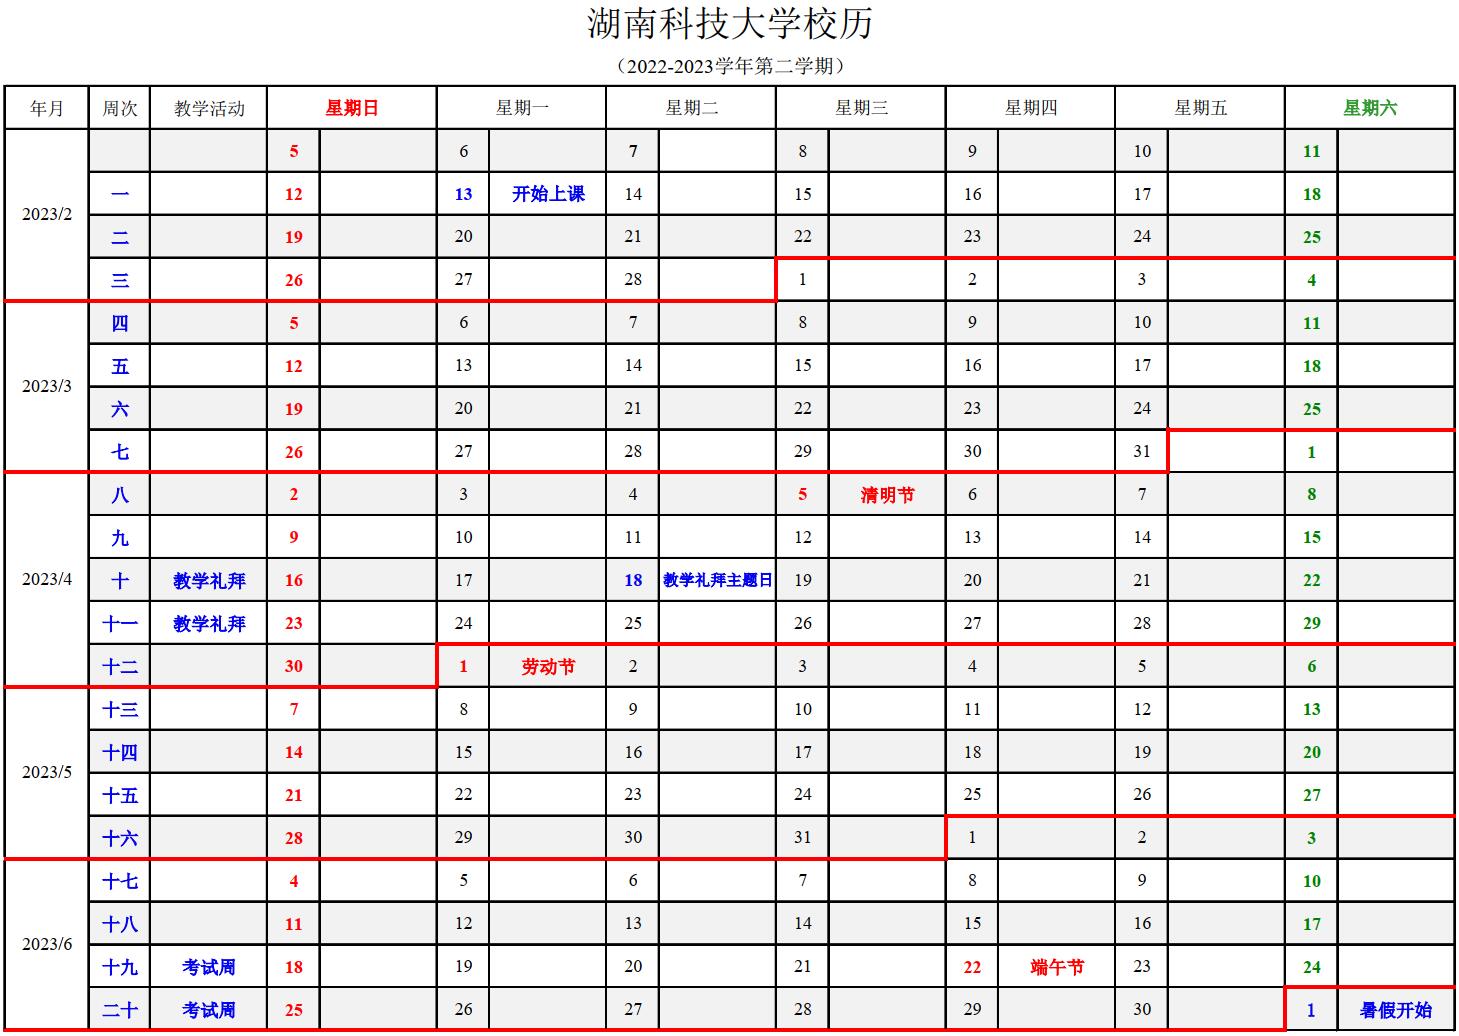 湖南科技大学校历
（2022-2023学年第二学期）
年月 周次 教学活动 星期日 星期一 星期二 星期三 星期四 星期五 星期六
5 6 7 8 9 10 11
一 12 13 开始上课 14 15 16 17 18
2023/2
二 19 20 21 22 23 24 25
三 26 27 28 1 2 3 4
四 5 6 7 8 9 10 11
五 12 13 14 15 16 17 18
2023/3
六 19 20 21 22 23 24 25
七 26 27 28 29 30 31 1
八 2 3 4 5 清明节 6 7 8
九 9 10 11 12 13 14 15
2023/4 十 教学礼拜 16 17 18 教学礼拜主题日 19 20 21 22
十一 教学礼拜 23 24 25 26 27 28 29
十二 30 1 劳动节 2 3 4 5 6
十三 7 8 9 10 11 12 13
十四 14 15 16 17 18 19 20
2023/5
十五 21 22 23 24 25 26 27
十六 28 29 30 31 1 2 3
十七 4 5 6 7 8 9 10
十八 11 12 13 14 15 16 17
2023/6
十九 考试周 18 19 20 21 22 端午节 23 24
二十 考试周 25 26 27 28 29 30 1 暑假开始